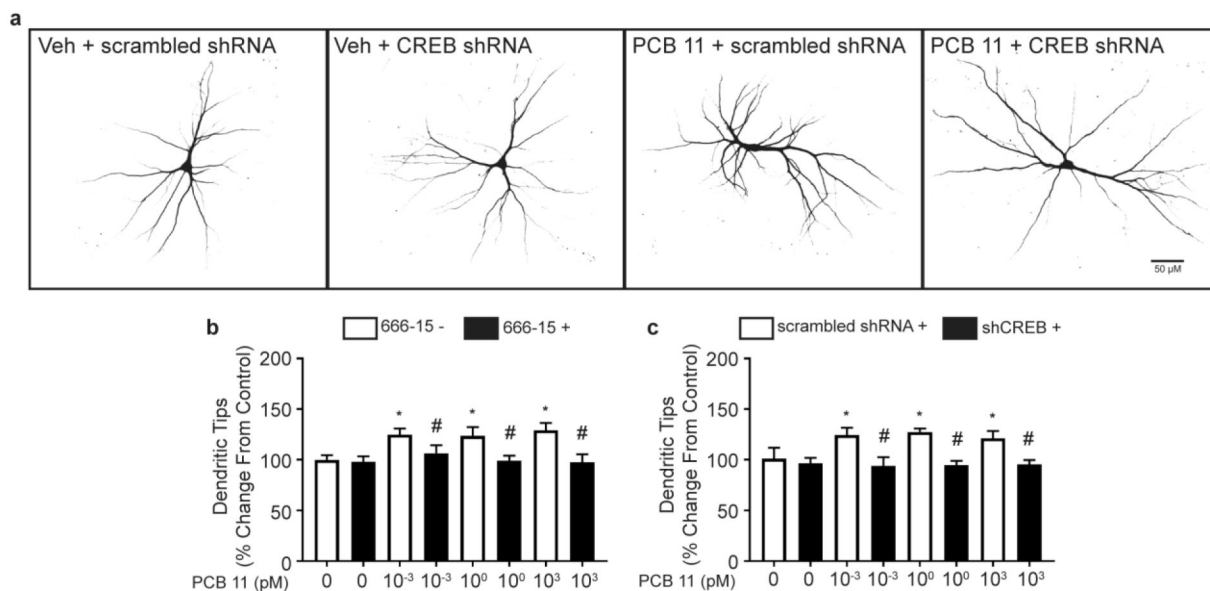 a
Veh + scrambled shRNA
Veh + CREB shRNA
PCB 11 + scrambled shRNA
PCB 11 + CREB shRNA
50 µM
b
666-15 -
666-15 +
Dendritic Tips
(% Change From Control)
200
150
100
50
0
*
#
*
#
*
#
PCB 11 (pM)
0 0 10⁻³ 10⁻³ 10⁰ 10⁰ 10³ 10³
c
scrambled shRNA +
shCREB +
Dendritic Tips
(% Change From Control)
200
150
100
50
0
*
#
*
#
*
#
PCB 11 (pM)
0 0 10⁻³ 10⁻³ 10⁰ 10⁰ 10³ 10³